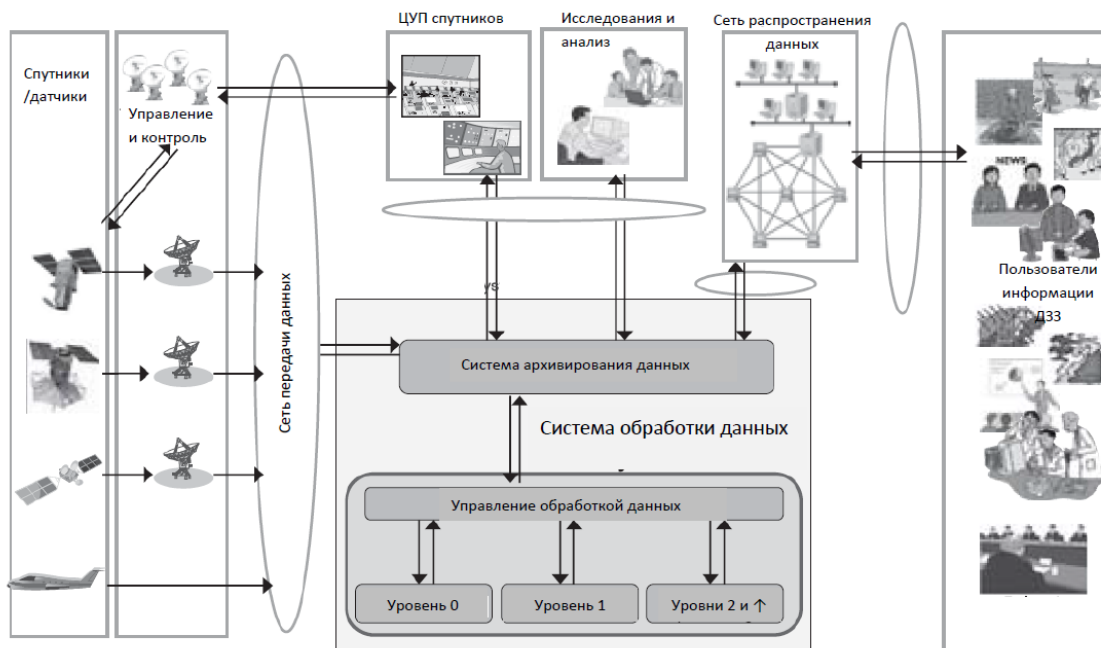 ЦУП спутников
Исследования и
анализ
Сеть распространения
данных
Спутники
/датчики
Управление
и контроль
NEWS
Пользователи
информации
ДЗЗ
Сеть передачи данных
ys
Система архивирования данных
Система обработки данных
Управление обработкой данных
Уровень 0
Уровень 1
Уровни 2 и ↑